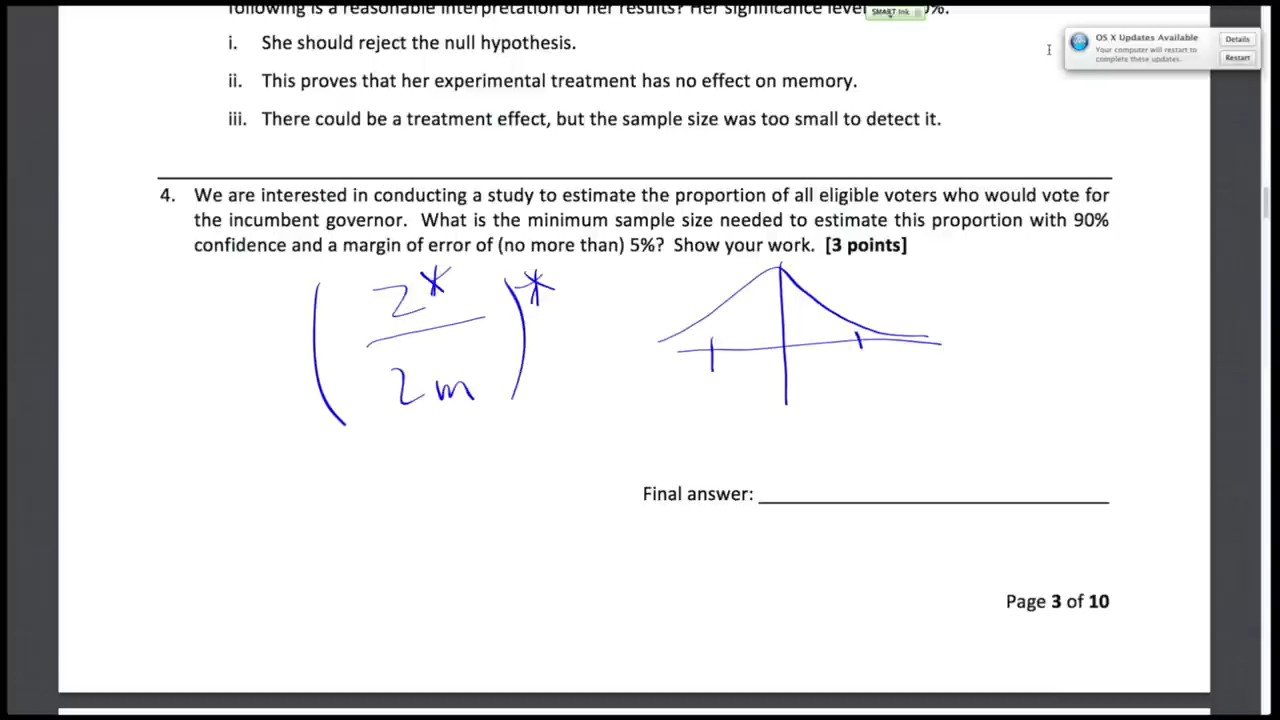 following is a reasonable interpretation of her results? Her significance level 0%.
SMART Ink
i. She should reject the null hypothesis.
OS X Updates Available
Your computer will restart to
complete these updates.
Details
Restart
ii. This proves that her experimental treatment has no effect on memory.
iii. There could be a treatment effect, but the sample size was too small to detect it.
4. We are interested in conducting a study to estimate the proportion of all eligible voters who would vote for
the incumbent governor. What is the minimum sample size needed to estimate this proportion with 90%
confidence and a margin of error of (no more than) 5%? Show your work. [3 points]
( z*
2m )*
Final answer:
Page 3 of 10